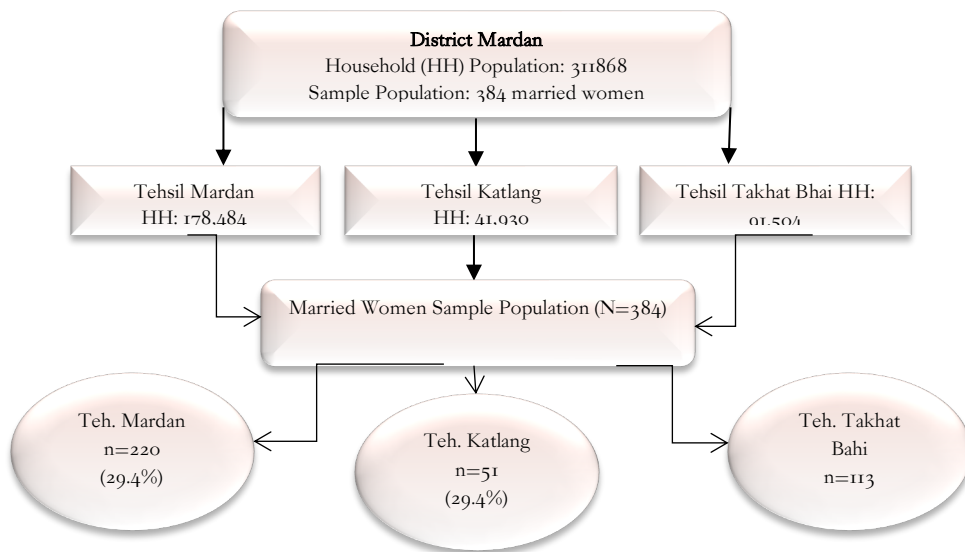 District Mardan
Household (HH) Population: 311868
Sample Population: 384 married women
Tehsil Mardan
HH: 178,484
Tehsil Katlang
HH: 41,930
Tehsil Takhat Bhai HH:
91,504
Married Women Sample Population (N=384)
Teh. Mardan
n=220
(29.4%)
Teh. Katlang
n=51
(29.4%)
Teh. Takhat
Bahi
n=113